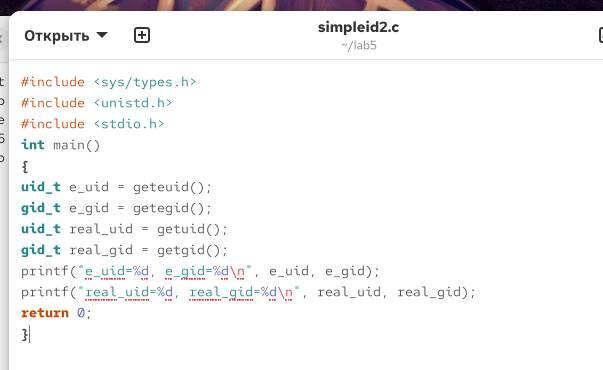 Открыть
simpleid2.c
~/lab5
#include <sys/types.h>
#include <unistd.h>
#include <stdio.h>
int main()
{
uid_t e_uid = geteuid();
gid_t e_gid = getegid();
uid_t real_uid = getuid();
gid_t real_gid = getgid();
printf("e_uid=%d, e_gid=%d\n", e_uid, e_gid);
printf("real_uid=%d, real_gid=%d\n", real_uid, real_gid);
return 0;
}